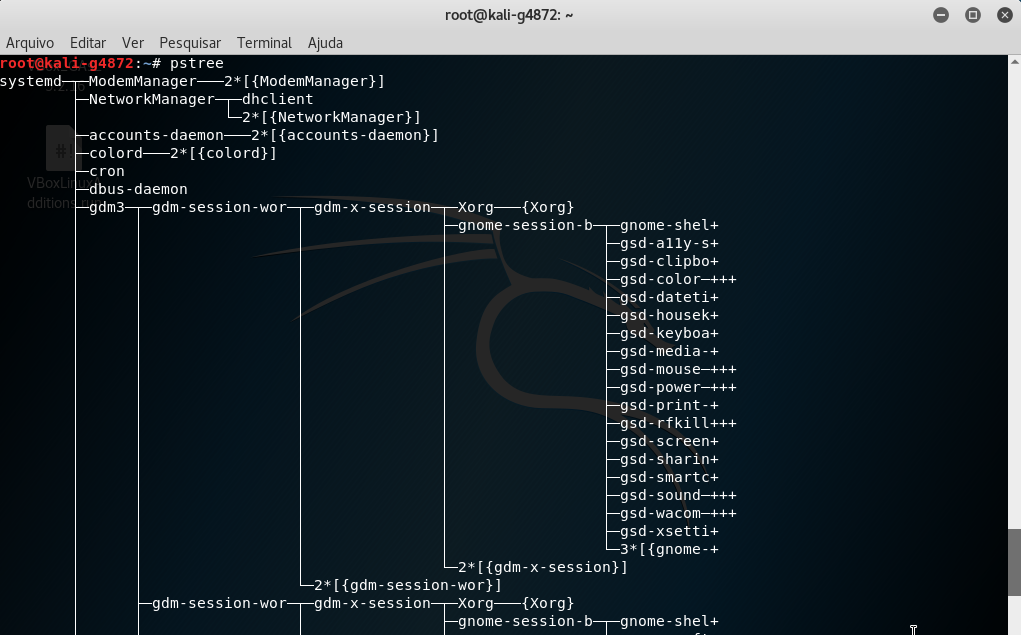 root@kali-g4872: ~
Arquivo Editar Ver Pesquisar Terminal Ajuda
root@kali-g4872:~# pstree
systemd─┬─ModemManager───2*[{ModemManager}]
├─NetworkManager─┬─dhclient
└─2*[{NetworkManager}]
├─accounts-daemon───2*[{accounts-daemon}]
├─colord───2*[{colord}]
├─cron
├─dbus-daemon
├─gdm3─┬─gdm-session-wor─┬─gdm-x-session─┬─Xorg───{Xorg}
├─gnome-session-b─┬─gnome-shel+
├─gsd-a11y-s+
├─gsd-clipbo+
├─gsd-color─+++
├─gsd-dateti+
├─gsd-housek+
├─gsd-keyboa+
├─gsd-media-+
├─gsd-mouse─+++
├─gsd-power─+++
├─gsd-print-+
├─gsd-rfkill+++
├─gsd-screen+
├─gsd-sharin+
├─gsd-smartc+
├─gsd-sound─+++
├─gsd-wacom─+++
├─gsd-xsetti+
└─3*[{gnome-+
└─2*[{gdm-x-session}]
└─2*[{gdm-session-wor}]
├─gdm-session-wor─┬─gdm-x-session─┬─Xorg───{Xorg}
├─gnome-session-b─┬─gnome-shel+
#!
VBoxLinuxA
dditions.run